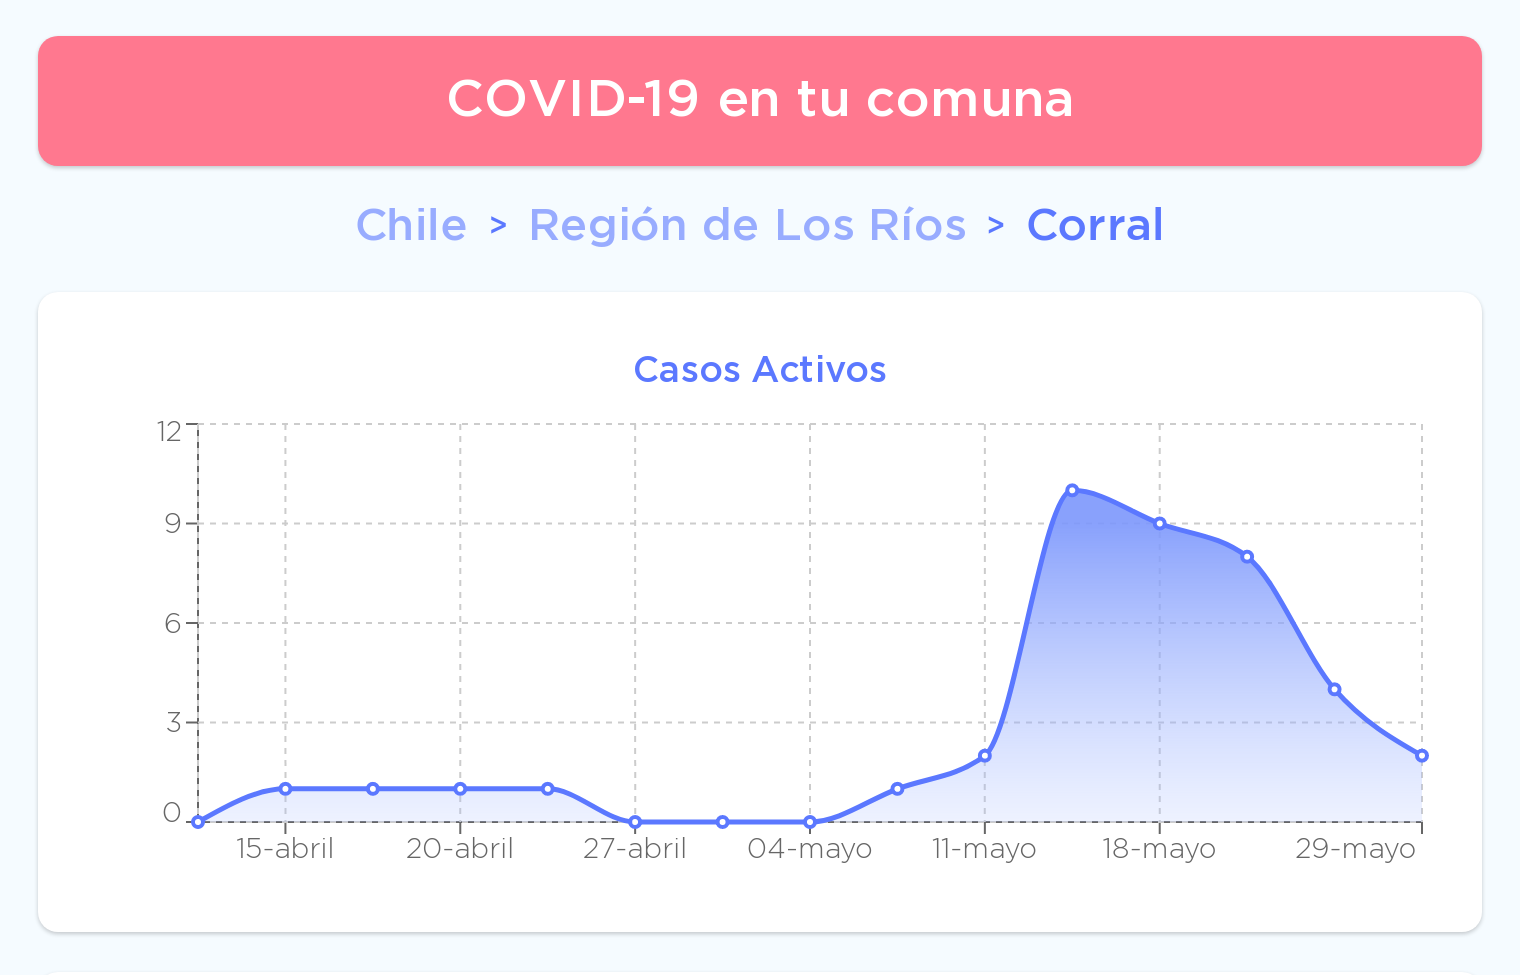 COVID-19 en tu comuna
Chile > Región de Los Ríos > Corral
Casos Activos
12
9
6
3
0
15-abril 20-abril 27-abril 04-mayo 11-mayo 18-mayo 29-mayo